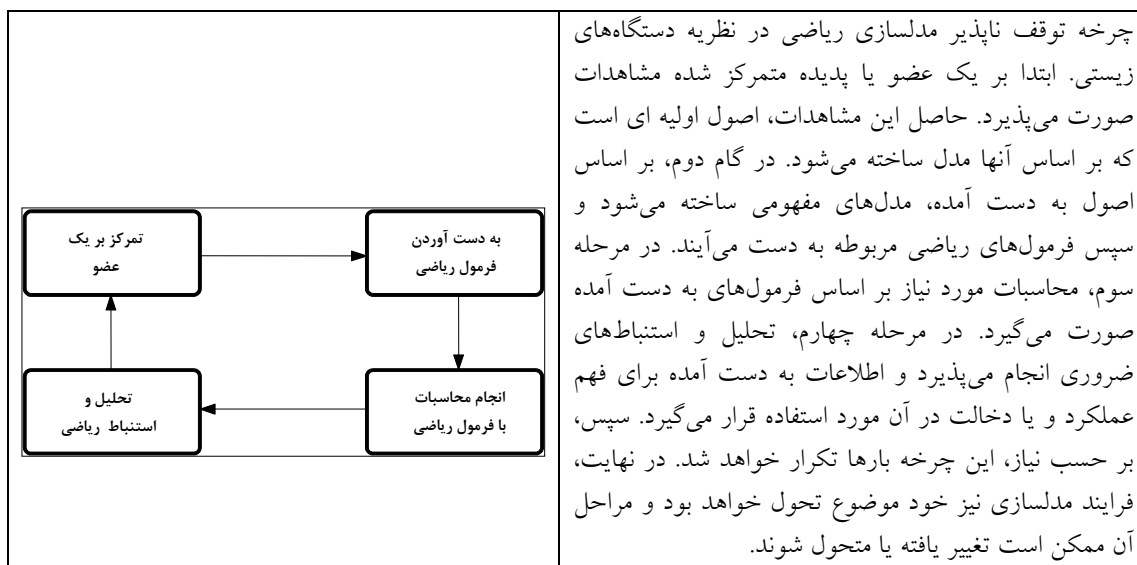 چرخه توقف ناپذیر مدلسازی ریاضی در نظریه دستگاه‌های
زیستی. ابتدا بر یک عضو یا پدیده متمرکز شده مشاهدات
صورت می‌پذیرد. حاصل این مشاهدات، اصول اولیه ای است
که بر اساس آنها مدل ساخته می‌شود. در گام دوم، بر اساس
اصول به دست آمده، مدل‌های مفهومی ساخته می‌شود و
سپس فرمول‌های ریاضی مربوطه به دست می‌آیند. در مرحله
سوم، محاسبات مورد نیاز بر اساس فرمول‌های به دست آمده
صورت می‌گیرد. در مرحله چهارم، تحلیل و استنباط‌های
ضروری انجام می‌پذیرد و اطلاعات به دست آمده برای فهم
عملکرد و یا دخالت در آن مورد استفاده قرار می‌گیرد. سپس،
بر حسب نیاز، این چرخه بارها تکرار خواهد شد. در نهایت،
فرایند مدلسازی نیز خود موضوع تحول خواهد بود و مراحل
آن ممکن است تغییر یافته یا متحول شوند.
به دست آوردن
فرمول ریاضی
تمرکز بر یک
عضو
انجام محاسبات
با فرمول ریاضی
تحلیل و
استنباط ریاضی